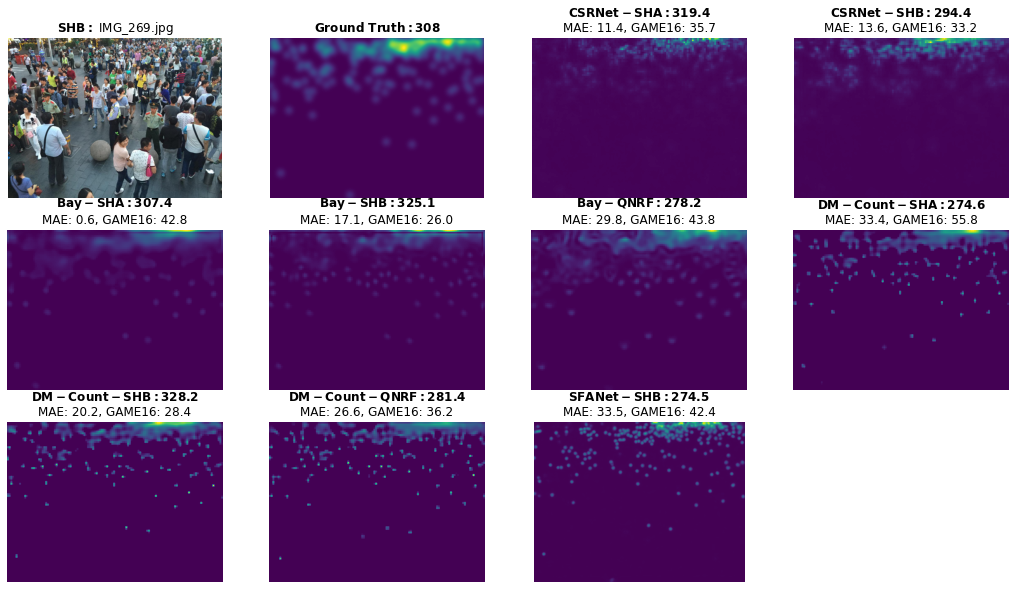 SHB: IMG_269.jpg
Ground Truth:308
CSRNet−SHA:319.4
MAE: 11.4, GAME16: 35.7
CSRNet−SHB:294.4
MAE: 13.6, GAME16: 33.2
Bay−SHA:307.4
MAE: 0.6, GAME16: 42.8
Bay−SHB:325.1
MAE: 17.1, GAME16: 26.0
Bay−QNRF:278.2
MAE: 29.8, GAME16: 43.8
DM−Count−SHA:274.6
MAE: 33.4, GAME16: 55.8
DM−Count−SHB:328.2
MAE: 20.2, GAME16: 28.4
DM−Count−QNRF:281.4
MAE: 26.6, GAME16: 36.2
SFANet−SHB:274.5
MAE: 33.5, GAME16: 42.4